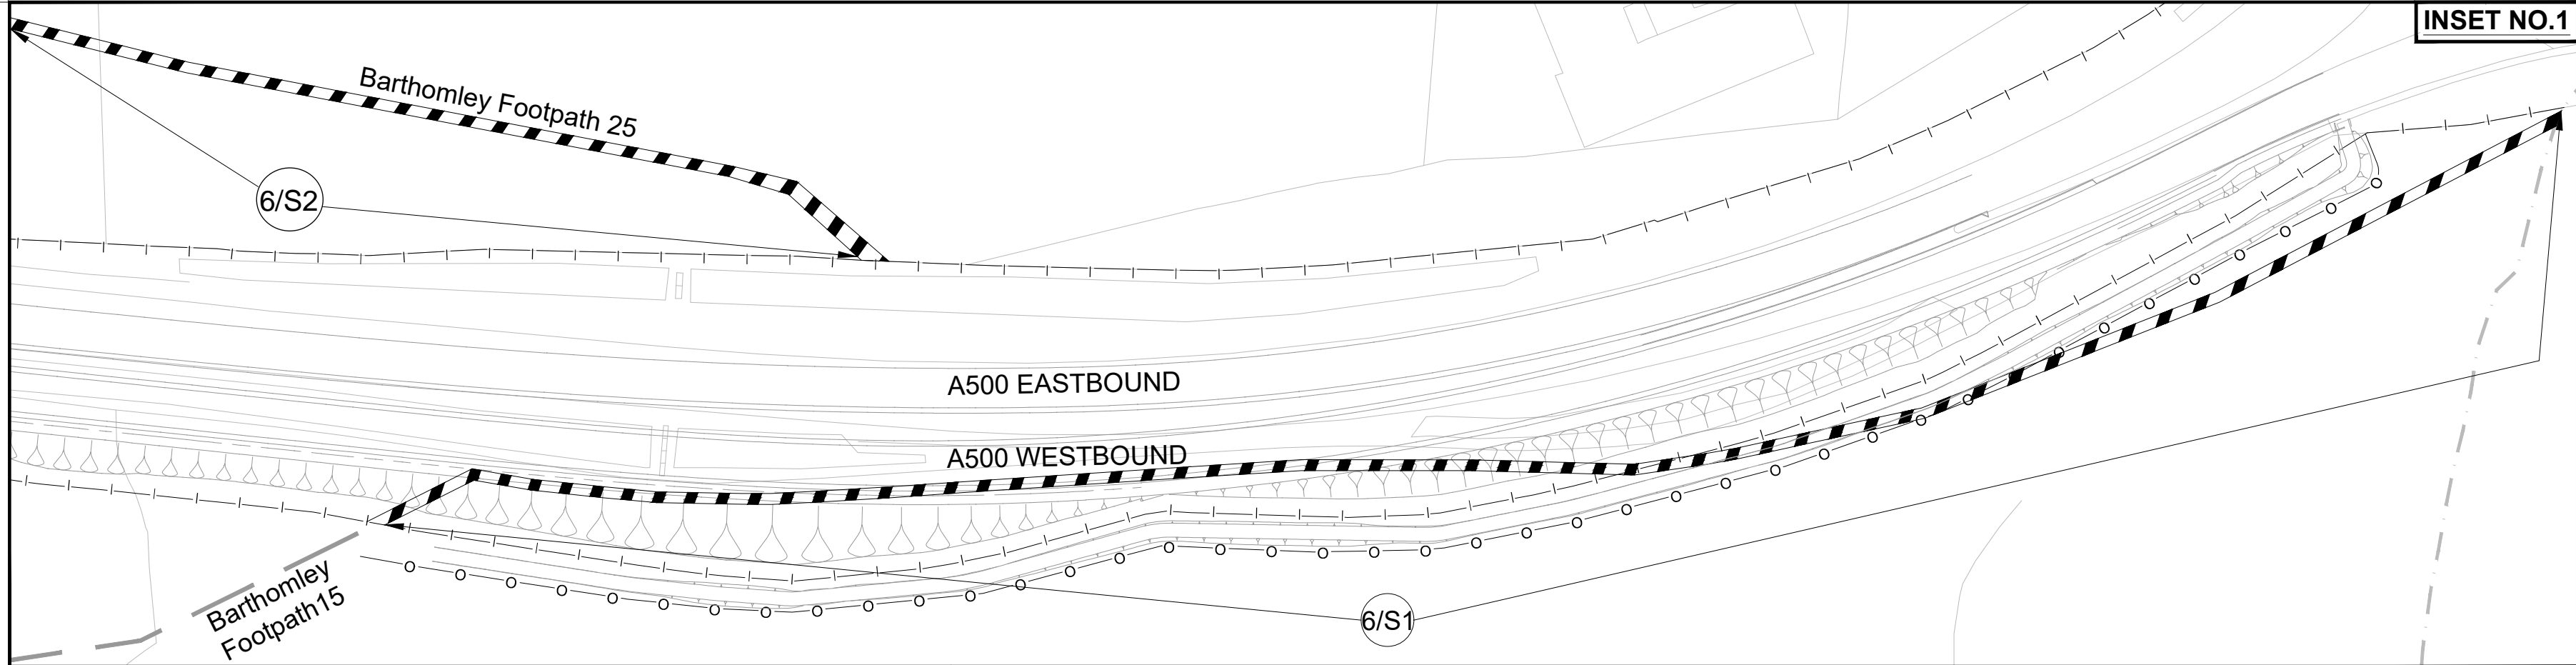 INSET NO.1
Barthomley Footpath 25
6/S2
A500 EASTBOUND
A500 WESTBOUND
Barthomley
Footpath15
6/S1